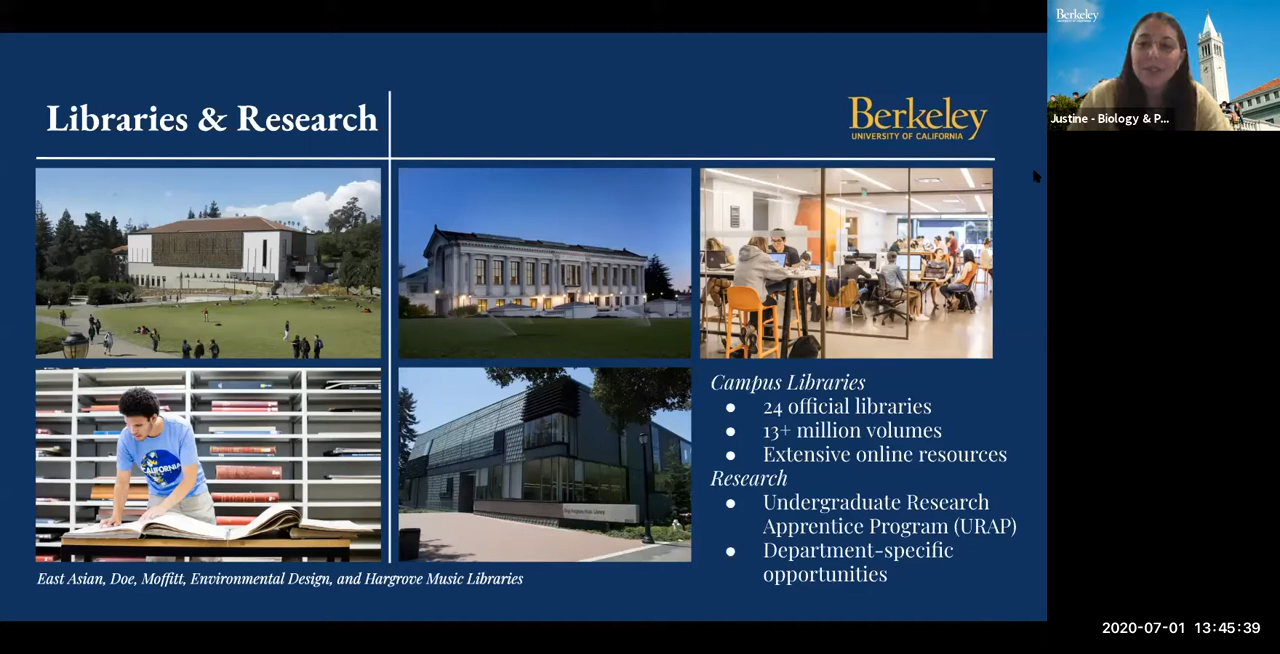 Libraries & Research
Berkeley
UNIVERSITY OF CALIFORNIA
Campus Libraries
● 24 official libraries
● 13+ million volumes
● Extensive online resources
Research
● Undergraduate Research
Apprentice Program (URAP)
● Department-specific
opportunities
East Asian, Doe, Moffitt, Environmental Design, and Hargrove Music Libraries
Berkeley
Justine - Biology & P...
CALIFORNIA
2020-07-01 13:45:39